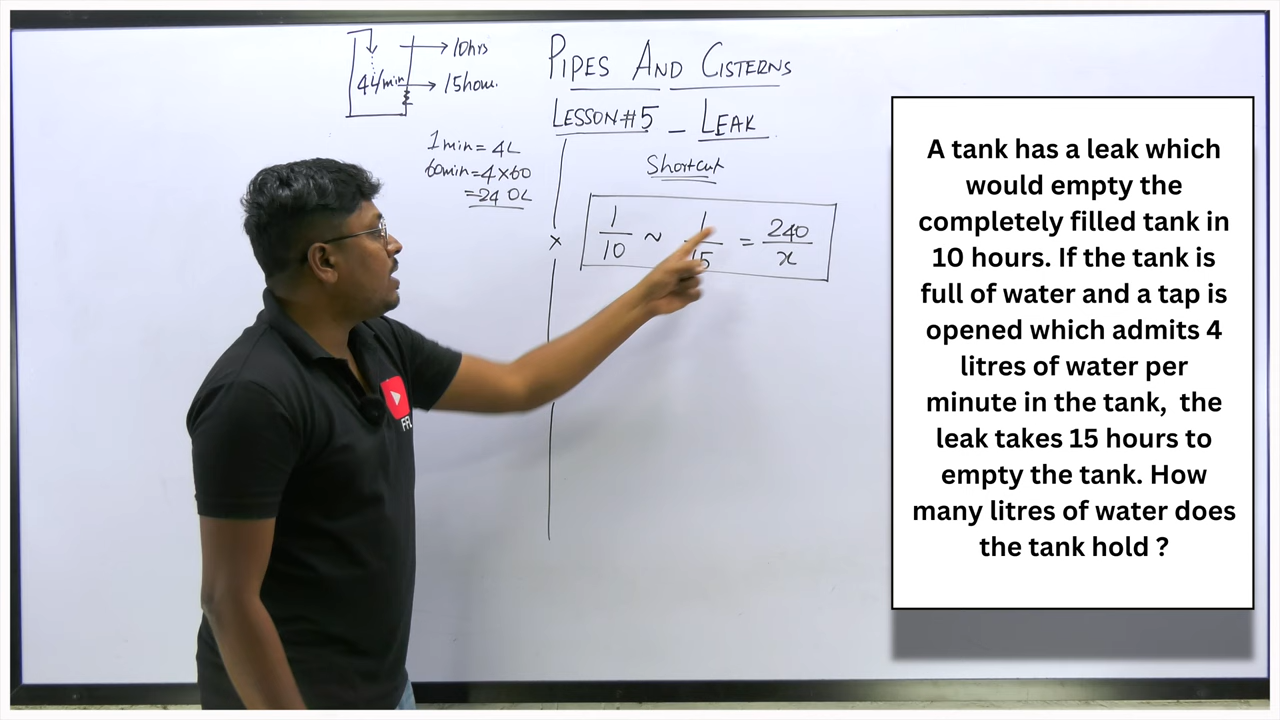 10hrs
4L/min
15hour.
PIPES AND CISTERNS
LESSON#5 - LEAK
1min = 4L
60min = 4×60
= 240L
Shortcut
1/10 ~ 1/15 = 240/x
x
FPL
A tank has a leak which
would empty the
completely filled tank in
10 hours. If the tank is
full of water and a tap is
opened which admits 4
litres of water per
minute in the tank, the
leak takes 15 hours to
empty the tank. How
many litres of water does
the tank hold ?